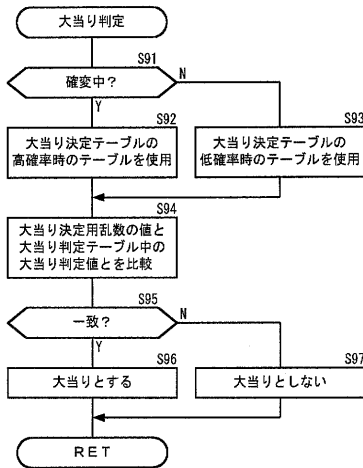 大当り判定
S91
確変中？
N
Y
S92
大当り決定テーブルの
高確率時のテーブルを使用
S93
大当り決定テーブルの
低確率時のテーブルを使用
S94
大当り決定用乱数の値と
大当り判定テーブル中の
大当り判定値とを比較
S95
一致？
N
Y
S96
大当りとする
S97
大当りとしない
RET